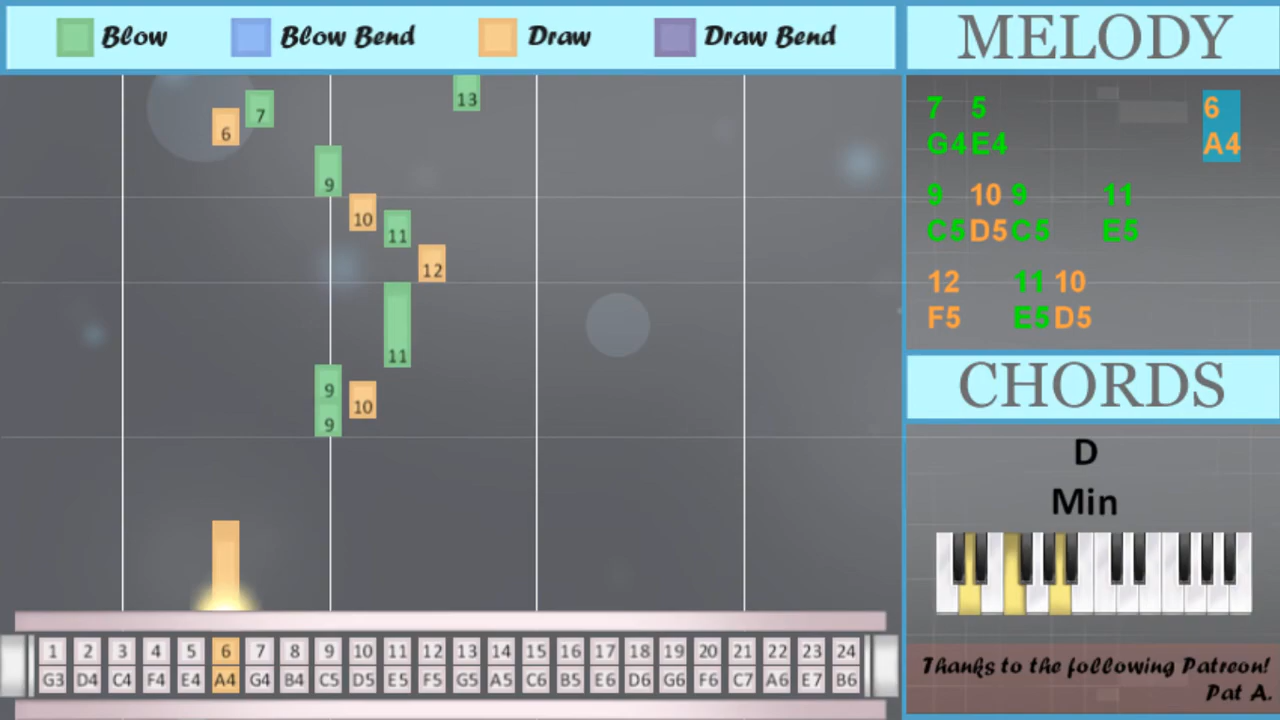 Blow Blow Bend Draw Draw Bend
MELODY
13
7
6
9
10
11
12
11
9
10
9
7 5 6
G4 E4 A4
9 10 9 11
C5 D5 C5 E5
12 11 10
F5 E5 D5
CHORDS
D
Min
Thanks to the following Patreon!
Pat A.
1 2 3 4 5 6 7 8 9 10 11 12 13 14 15 16 17 18 19 20 21 22 23 24
G3 D4 C4 F4 E4 A4 G4 B4 C5 D5 E5 F5 G5 A5 C6 B5 E6 D6 G6 F6 C7 A6 E7 B6